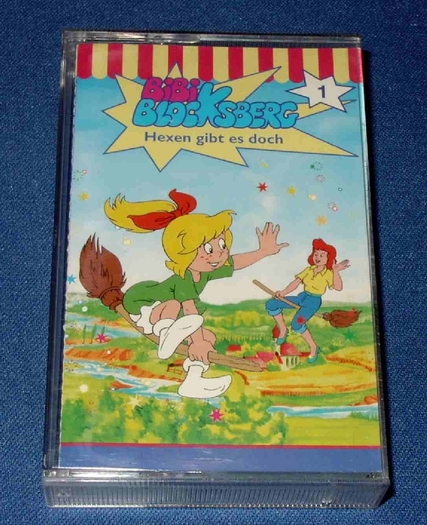 BiBi
BLOCKSBERG
1
Hexen gibt es doch